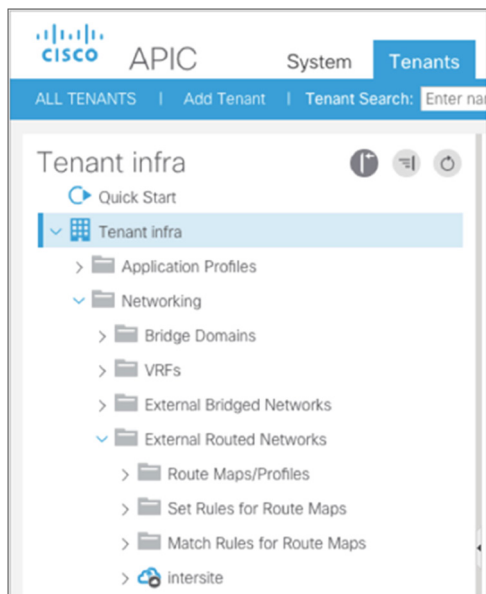 cisco APIC System Tenants
ALL TENANTS | Add Tenant | Tenant Search: Enter nar
Tenant infra
Quick Start
Tenant infra
Application Profiles
Networking
Bridge Domains
VRFs
External Bridged Networks
External Routed Networks
Route Maps/Profiles
Set Rules for Route Maps
Match Rules for Route Maps
intersite